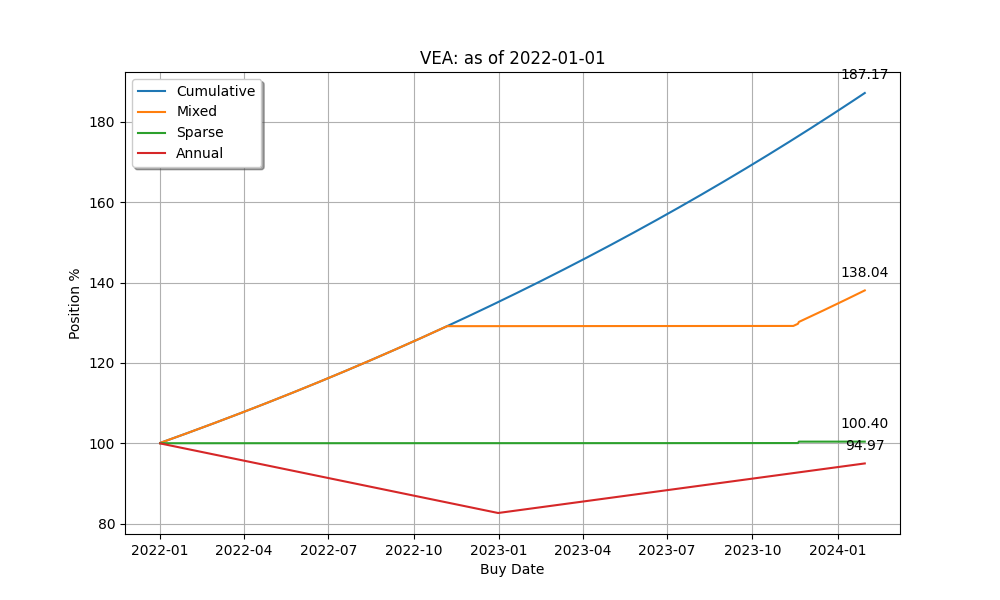 VEA: as of 2022-01-01
187.17
Cumulative
Mixed
Sparse
Annual
180
160
140
120
100
80
138.04
100.40
94.97
Position %
2022-01 2022-04 2022-07 2022-10 2023-01 2023-04 2023-07 2023-10 2024-01
Buy Date